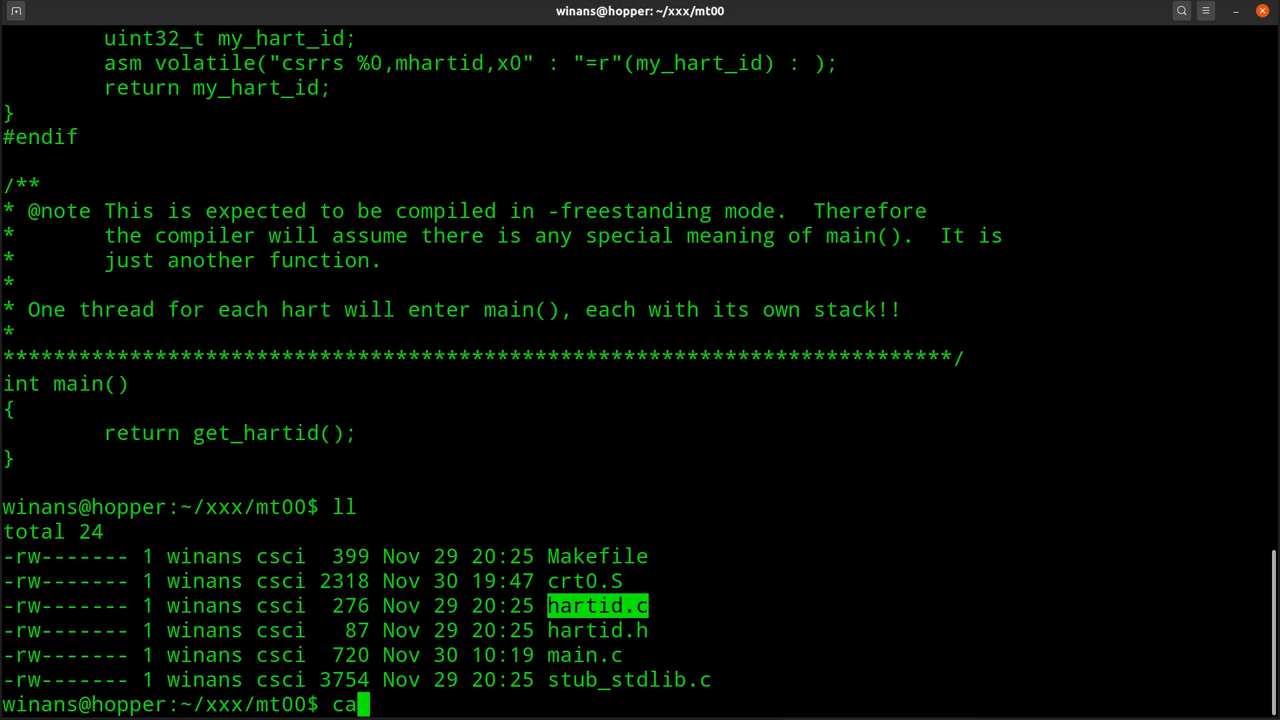 winans@hopper: ~/xxx/mt00
uint32_t my_hart_id;
asm volatile("csrrs %0,mhartid,x0" : "=r"(my_hart_id) : );
return my_hart_id;
}
#endif
/**
* @note This is expected to be compiled in -freestanding mode.  Therefore
*       the compiler will assume there is any special meaning of main().  It is
*       just another function.
*
* One thread for each hart will enter main(), each with its own stack!!
*
***************************************************************************/
int main()
{
return get_hartid();
}
winans@hopper:~/xxx/mt00$ ll
total 24
-rw------- 1 winans csci  399 Nov 29 20:25 Makefile
-rw------- 1 winans csci 2318 Nov 30 19:47 crt0.S
-rw------- 1 winans csci  276 Nov 29 20:25 hartid.c
-rw------- 1 winans csci   87 Nov 29 20:25 hartid.h
-rw------- 1 winans csci  720 Nov 30 10:19 main.c
-rw------- 1 winans csci 3754 Nov 29 20:25 stub_stdlib.c
winans@hopper:~/xxx/mt00$ ca